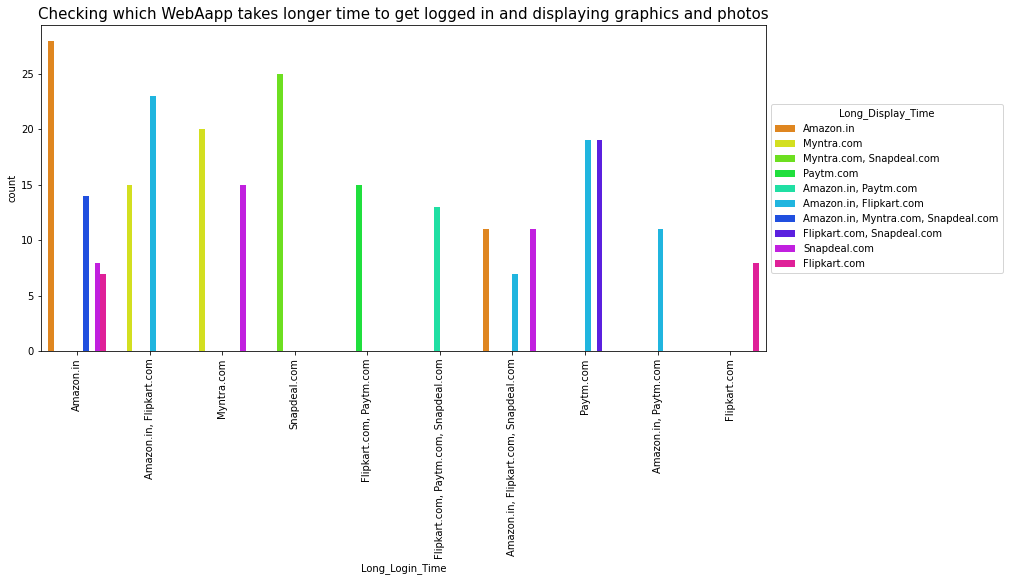 Checking which WebAapp takes longer time to get logged in and displaying graphics and photos
count
25
20
15
10
5
0
Amazon.in
Amazon.in, Flipkart.com
Myntra.com
Snapdeal.com
Flipkart.com, Paytm.com
Flipkart.com, Paytm.com, Snapdeal.com
Amazon.in, Flipkart.com, Snapdeal.com
Paytm.com
Amazon.in, Paytm.com
Flipkart.com
Long_Login_Time
Long_Display_Time
Amazon.in
Myntra.com
Myntra.com, Snapdeal.com
Paytm.com
Amazon.in, Paytm.com
Amazon.in, Flipkart.com
Amazon.in, Myntra.com, Snapdeal.com
Flipkart.com, Snapdeal.com
Snapdeal.com
Flipkart.com